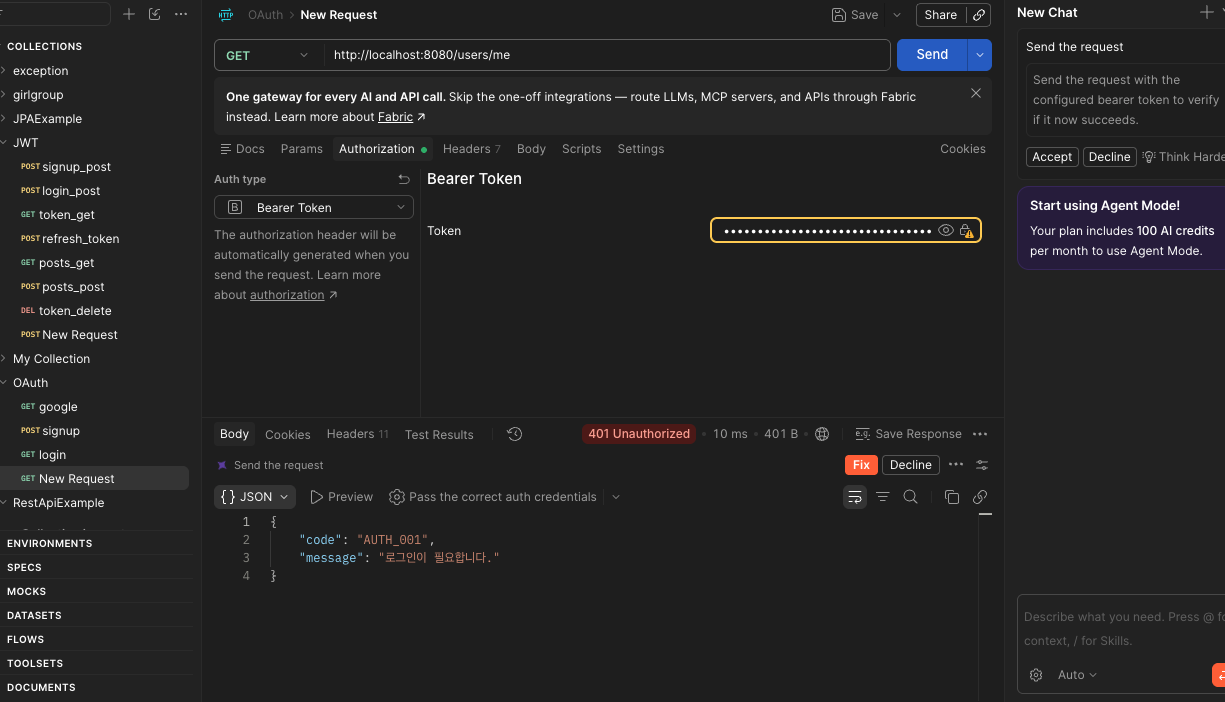 COLLECTIONS
exception
girlgroup
JPAExample
JWT
POST signup_post
POST login_post
GET token_get
POST refresh_token
GET posts_get
POST posts_post
DEL token_delete
POST New Request
My Collection
OAuth
GET google
POST signup
GET login
GET New Request
RestApiExample
ENVIRONMENTS
SPECS
MOCKS
DATASETS
FLOWS
TOOLSETS
DOCUMENTS
HTTP OAuth › New Request
Save
Share
GET http://localhost:8080/users/me
Send
One gateway for every AI and API call. Skip the one-off integrations — route LLMs, MCP servers, and APIs through Fabric
instead. Learn more about Fabric ↗
Docs Params Authorization Headers 7 Body Scripts Settings Cookies
Auth type
B Bearer Token
The authorization header will be
automatically generated when you
send the request. Learn more
about authorization ↗
Bearer Token
Token ••••••••••••••••••••••••••••••••
Body Cookies Headers 11 Test Results 401 Unauthorized • 10 ms • 401 B • e.g. Save Response
Send the request Fix Decline
{ } JSON Preview Pass the correct auth credentials
1 {
2 "code": "AUTH_001",
3 "message": "로그인이 필요합니다."
4 }
New Chat
Send the request
Send the request with the
configured bearer token to verify
if it now succeeds.
Accept Decline Think Harde
Start using Agent Mode!
Your plan includes 100 AI credits
per month to use Agent Mode.
Describe what you need. Press @ fo
context, / for Skills.
Auto